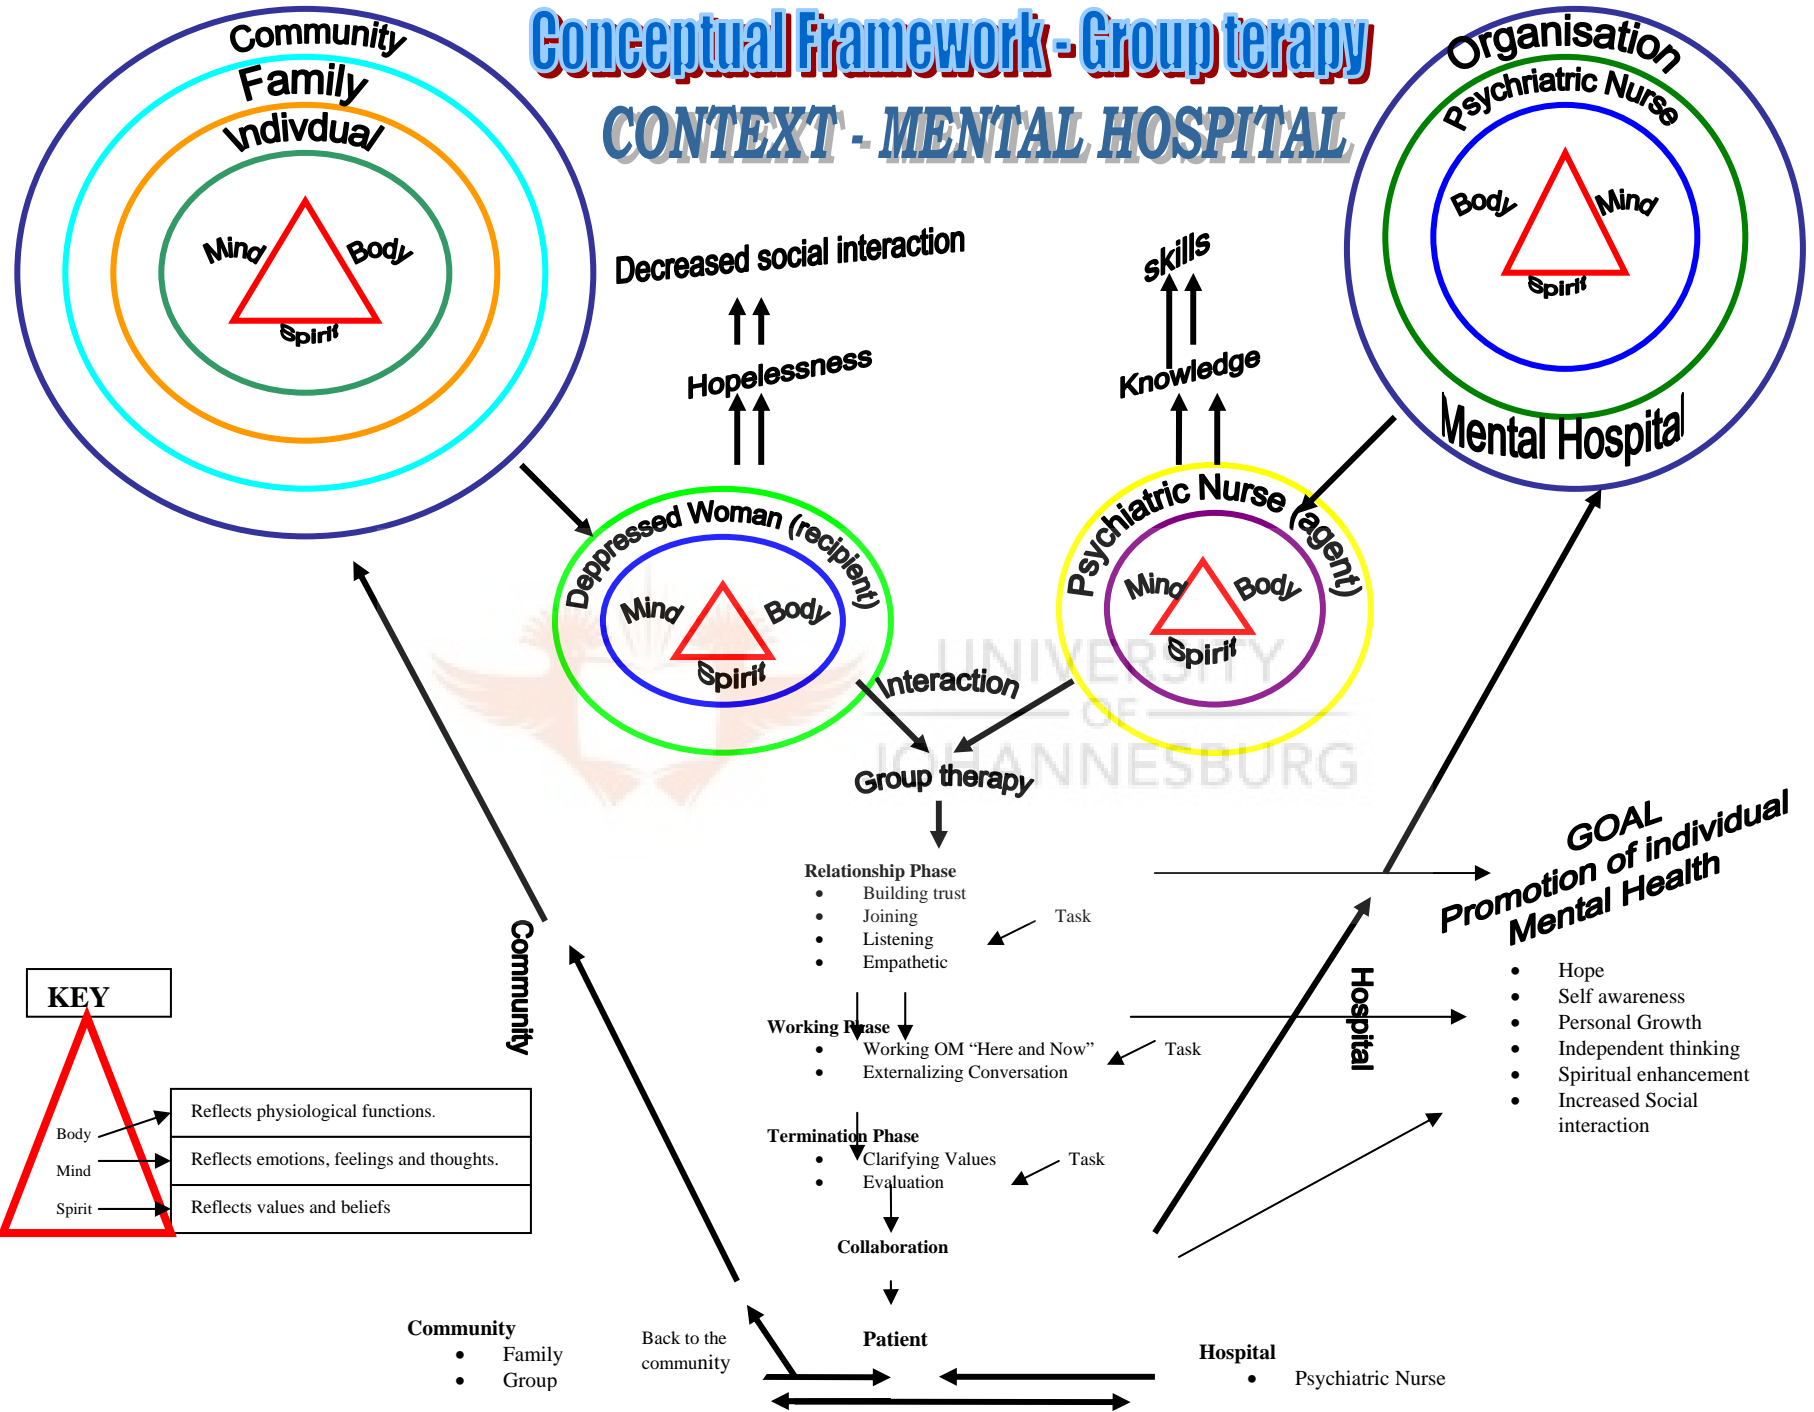 Conceptual Framework - Group terapy
CONTEXT - MENTAL HOSPITAL
Community
Family
Indivdual
Mind
Body
Spirit
Organisation
Psychriatric Nurse
Body
Mind
Spirit
Mental Hospital
Decreased social interaction
Hopelessness
skills
Knowledge
Deppressed Woman (recipient)
Mind
Body
Spirit
Psychiatric Nurse (agent)
Mind
Body
Spirit
Interaction
UNIVERSITY
OF
JOHANNESBURG
Group therapy
Relationship Phase
• Building trust
• Joining
• Listening
• Empathetic
Task
Working Phase
• Working OM “Here and Now”
• Externalizing Conversation
Task
Termination Phase
• Clarifying Values
• Evaluation
Task
Collaboration
Patient
Community
Hospital
GOAL
Promotion of individual
Mental Health
• Hope
• Self awareness
• Personal Growth
• Independent thinking
• Spiritual enhancement
• Increased Social
interaction
KEY
Body
Mind
Spirit
Reflects physiological functions.
Reflects emotions, feelings and thoughts.
Reflects values and beliefs
Community
• Family
• Group
Back to the
community
Hospital
• Psychiatric Nurse